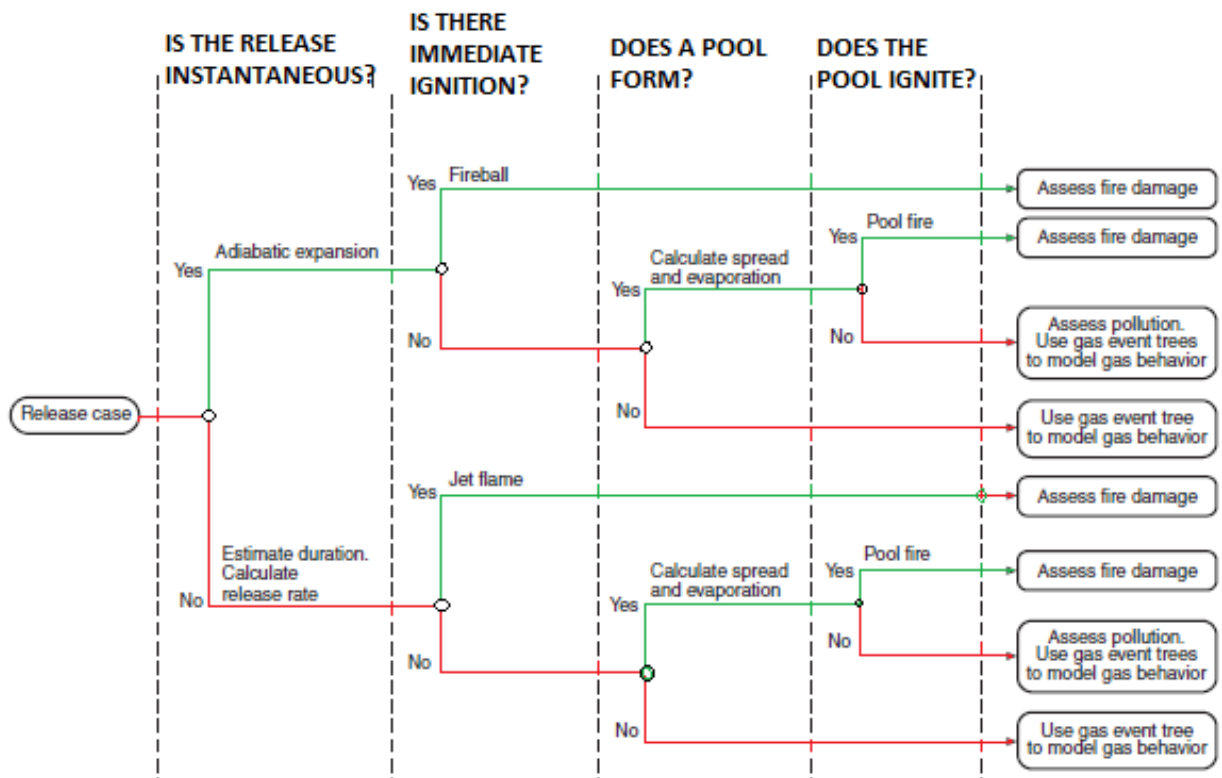 IS THE RELEASE
INSTANTANEOUS?
IS THERE
IMMEDIATE
IGNITION?
DOES A POOL
FORM?
DOES THE
POOL IGNITE?
Yes
Fireball
Assess fire damage
Yes
Pool fire
Assess fire damage
Yes
Adiabatic expansion
Yes
Calculate spread
and evaporation
No
No
Assess pollution.
Use gas event trees
to model gas behavior
Release case
No
Use gas event tree
to model gas behavior
Yes
Jet flame
Assess fire damage
No
Estimate duration.
Calculate
release rate
Yes
Calculate spread
and evaporation
Yes
Pool fire
Assess fire damage
No
No
Assess pollution.
Use gas event trees
to model gas behavior
No
Use gas event tree
to model gas behavior